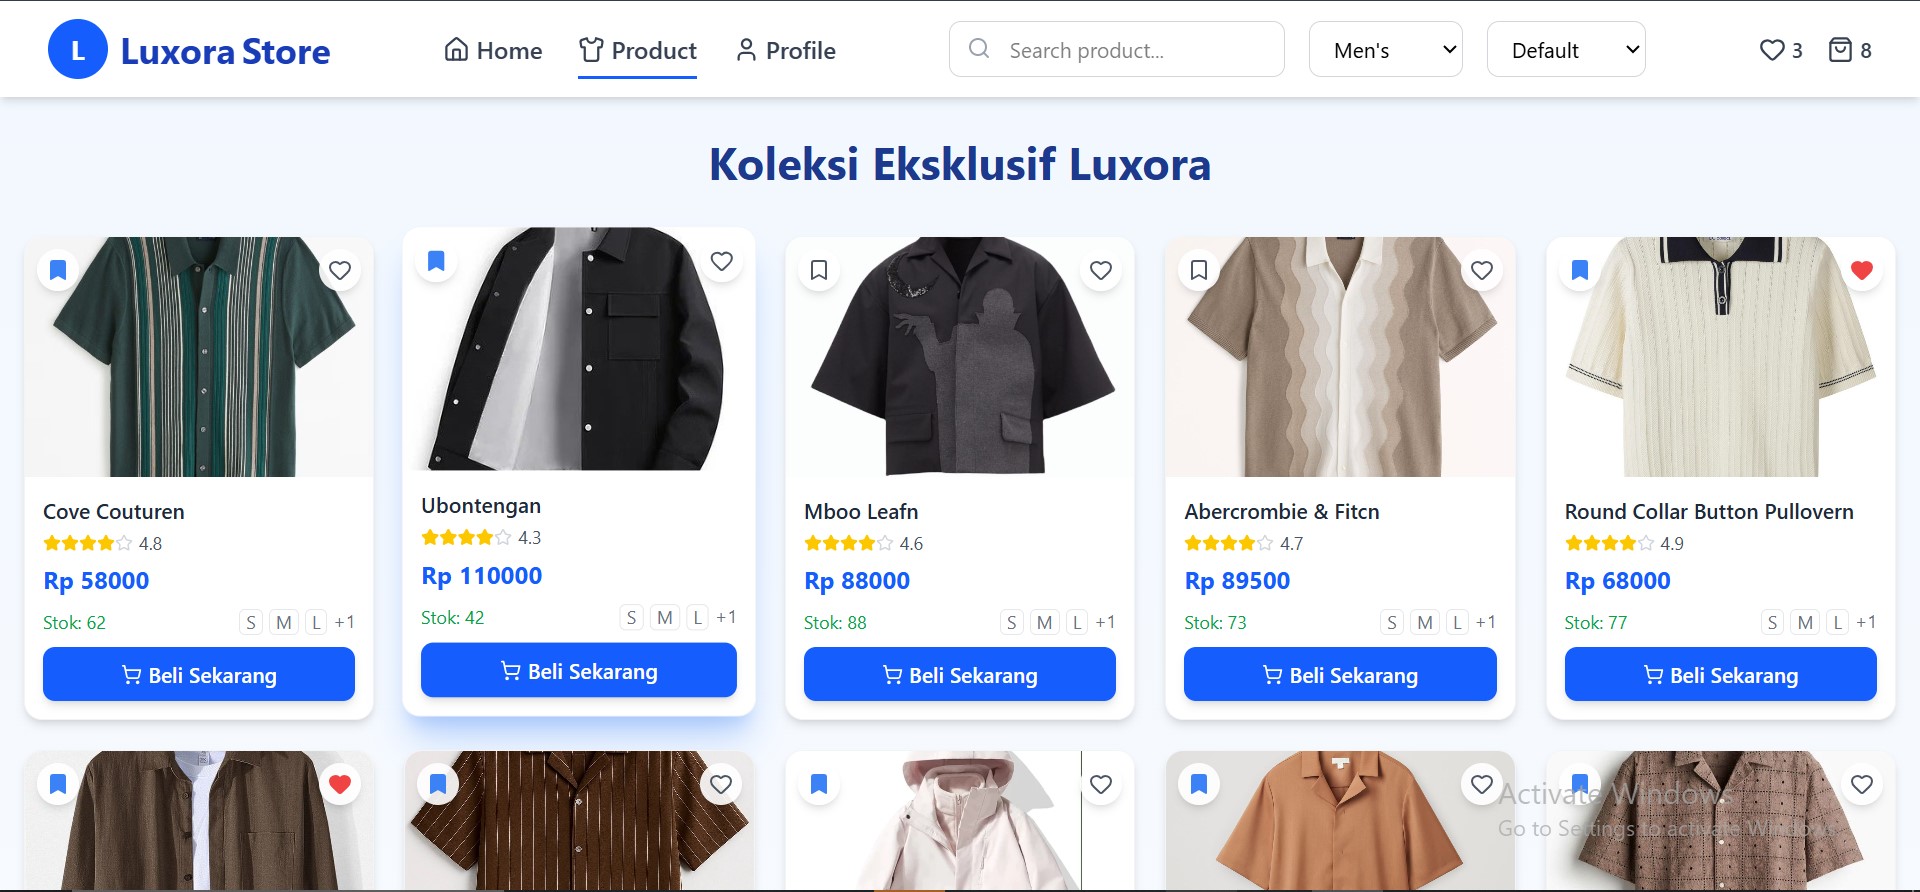 L Luxora Store Home Product Profile Search product... Men's Default 3 8
Koleksi Eksklusif Luxora
Cove Couturen
4.8
Rp 58000
Stok: 62 S M L +1
Beli Sekarang
Ubontengan
4.3
Rp 110000
Stok: 42 S M L +1
Beli Sekarang
Mboo Leafn
4.6
Rp 88000
Stok: 88 S M L +1
Beli Sekarang
Abercrombie & Fitcn
4.7
Rp 89500
Stok: 73 S M L +1
Beli Sekarang
Round Collar Button Pullovern
4.9
Rp 68000
Stok: 77 S M L +1
Beli Sekarang
Activate Windows
Go to Settings to activate Windows.